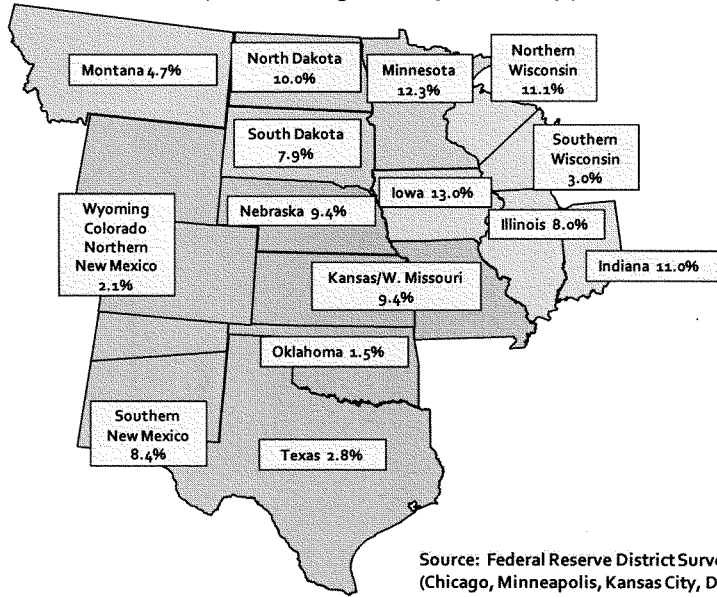 Montana 4.7%
North Dakota
10.0%
Minnesota
12.3%
Northern
Wisconsin
11.1%
South Dakota
7.9%
Southern
Wisconsin
3.0%
Wyoming
Colorado
Northern
New Mexico
2.1%
Nebraska 9.4%
Iowa 13.0%
Illinois 8.0%
Indiana 11.0%
Kansas/W. Missouri
9.4%
Oklahoma 1.5%
Southern
New Mexico
8.4%
Texas 2.8%
Source: Federal Reserve District Surve
(Chicago, Minneapolis, Kansas City, D